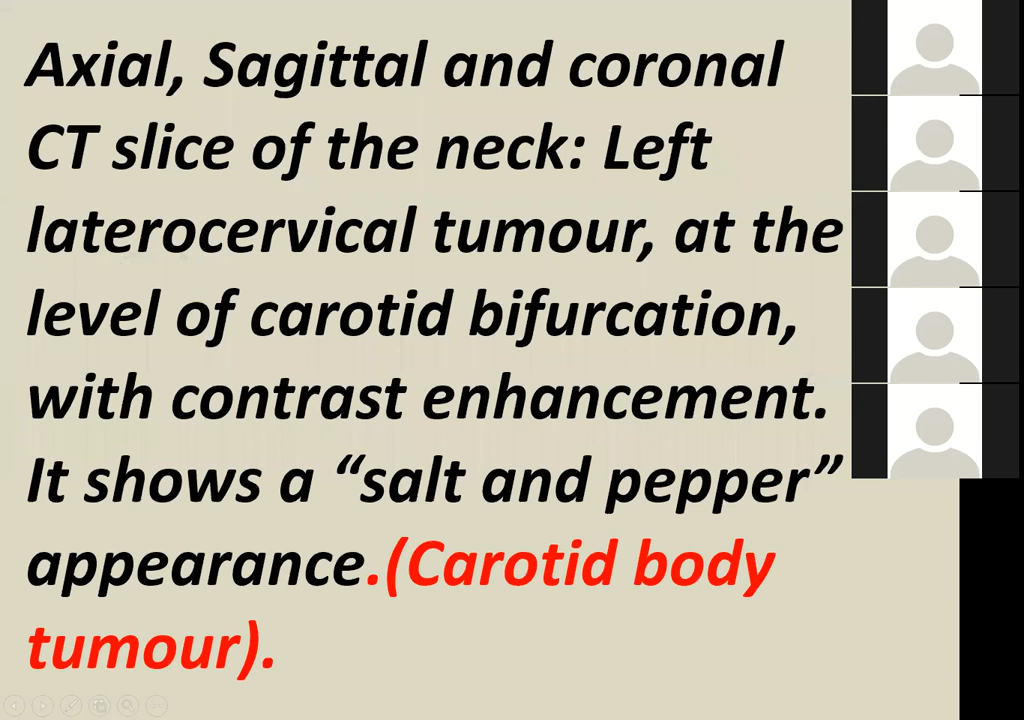 Axial, Sagittal and coronal
CT slice of the neck: Left
laterocervical tumour, at the
level of carotid bifurcation,
with contrast enhancement.
It shows a “salt and pepper”
appearance.(Carotid body
tumour).